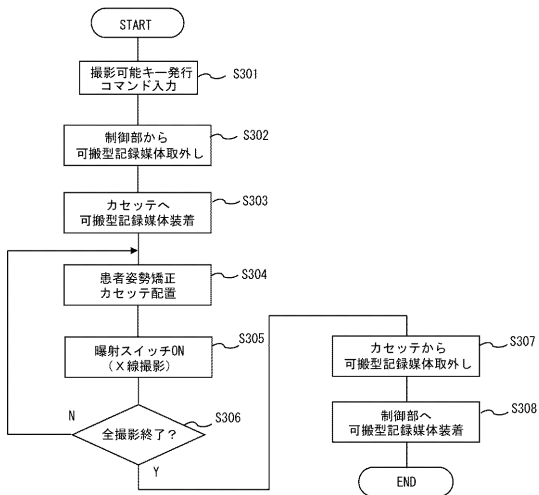 START
撮影可能キー発行
コマンド入力
S301
制御部から
可搬型記録媒体取外し
S302
カセッテへ
可搬型記録媒体装着
S303
患者姿勢矯正
カセッテ配置
S304
曝射スイッチON
(X線撮影)
S305
全撮影終了?
S306
N
Y
カセッテから
可搬型記録媒体取外し
S307
制御部へ
可搬型記録媒体装着
S308
END